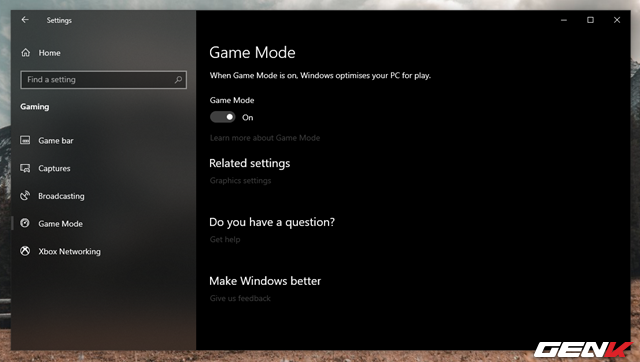 Settings
Home
Find a setting
Gaming
Game bar
Captures
Broadcasting
Game Mode
Xbox Networking
Game Mode
When Game Mode is on, Windows optimises your PC for play.
Game Mode
On
Learn more about Game Mode
Related settings
Graphics settings
Do you have a question?
Get help
Make Windows better
Give us feedback
GENK